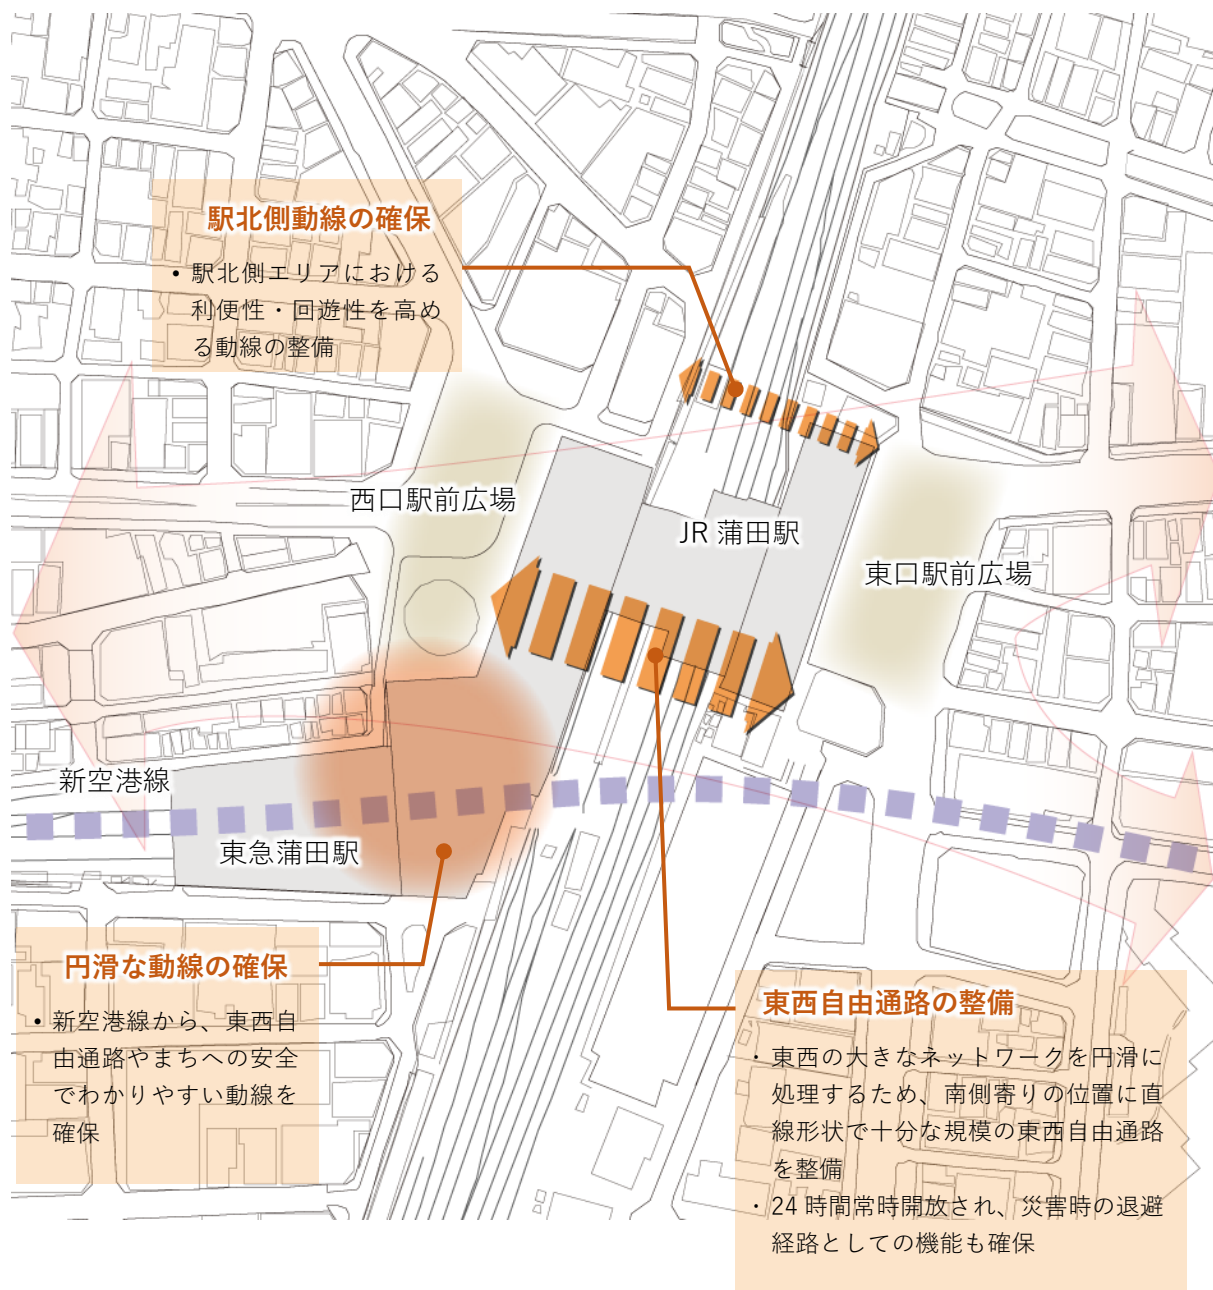 駅北側動線の確保
• 駅北側エリアにおける
利便性・回遊性を高め
る動線の整備
西口駅前広場
JR 蒲田駅
東口駅前広場
新空港線
東急蒲田駅
円滑な動線の確保
• 新空港線から、東西自
由通路やまちへの安全
でわかりやすい動線を
確保
東西自由通路の整備
・東西の大きなネットワークを円滑に
処理するため、南側寄りの位置に直
線形状で十分な規模の東西自由通路
を整備
・24 時間常時開放され、災害時の退避
経路としての機能も確保